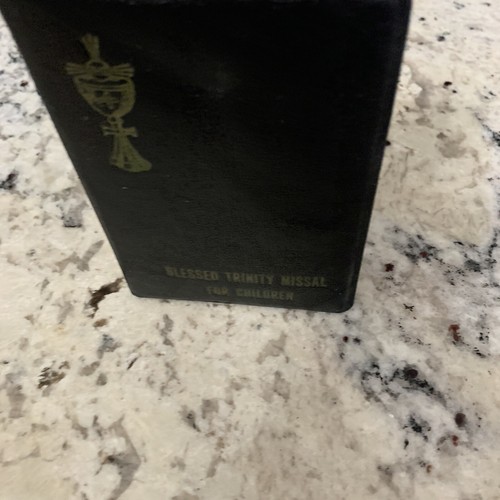 BLESSED TRINITY MISSAL
FOR CHILDREN